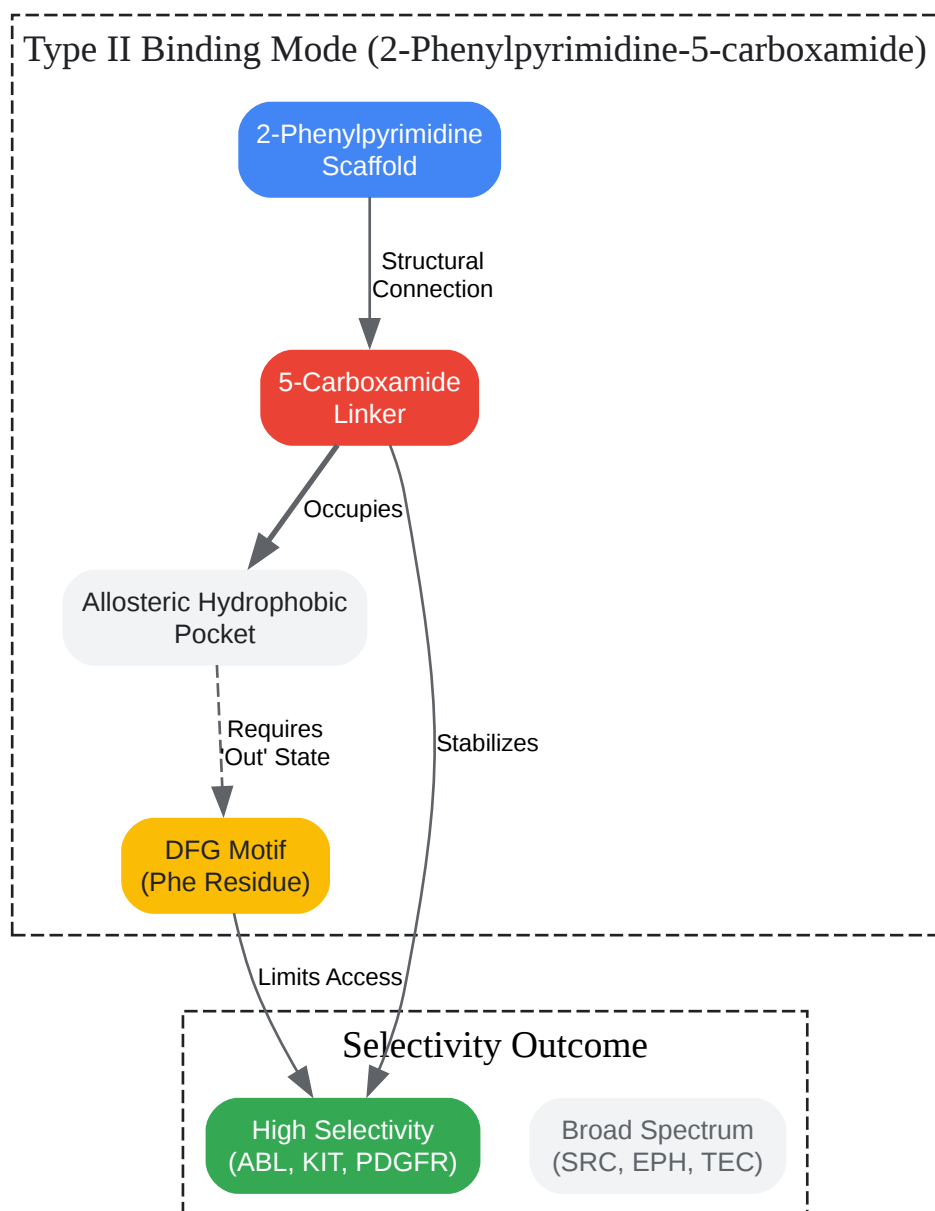 Type II Binding Mode (2-Phenylpyrimidine-5-carboxamide)
2-Phenylpyrimidine
Scaffold
Structural
Connection
5-Carboxamide
Linker
Occupies
Allosteric Hydrophobic
Pocket
Requires
'Out' State
Stabilizes
DFG Motif
(Phe Residue)
Limits Access
Selectivity Outcome
High Selectivity
(ABL, KIT, PDGFR)
Broad Spectrum
(SRC, EPH, TEC)